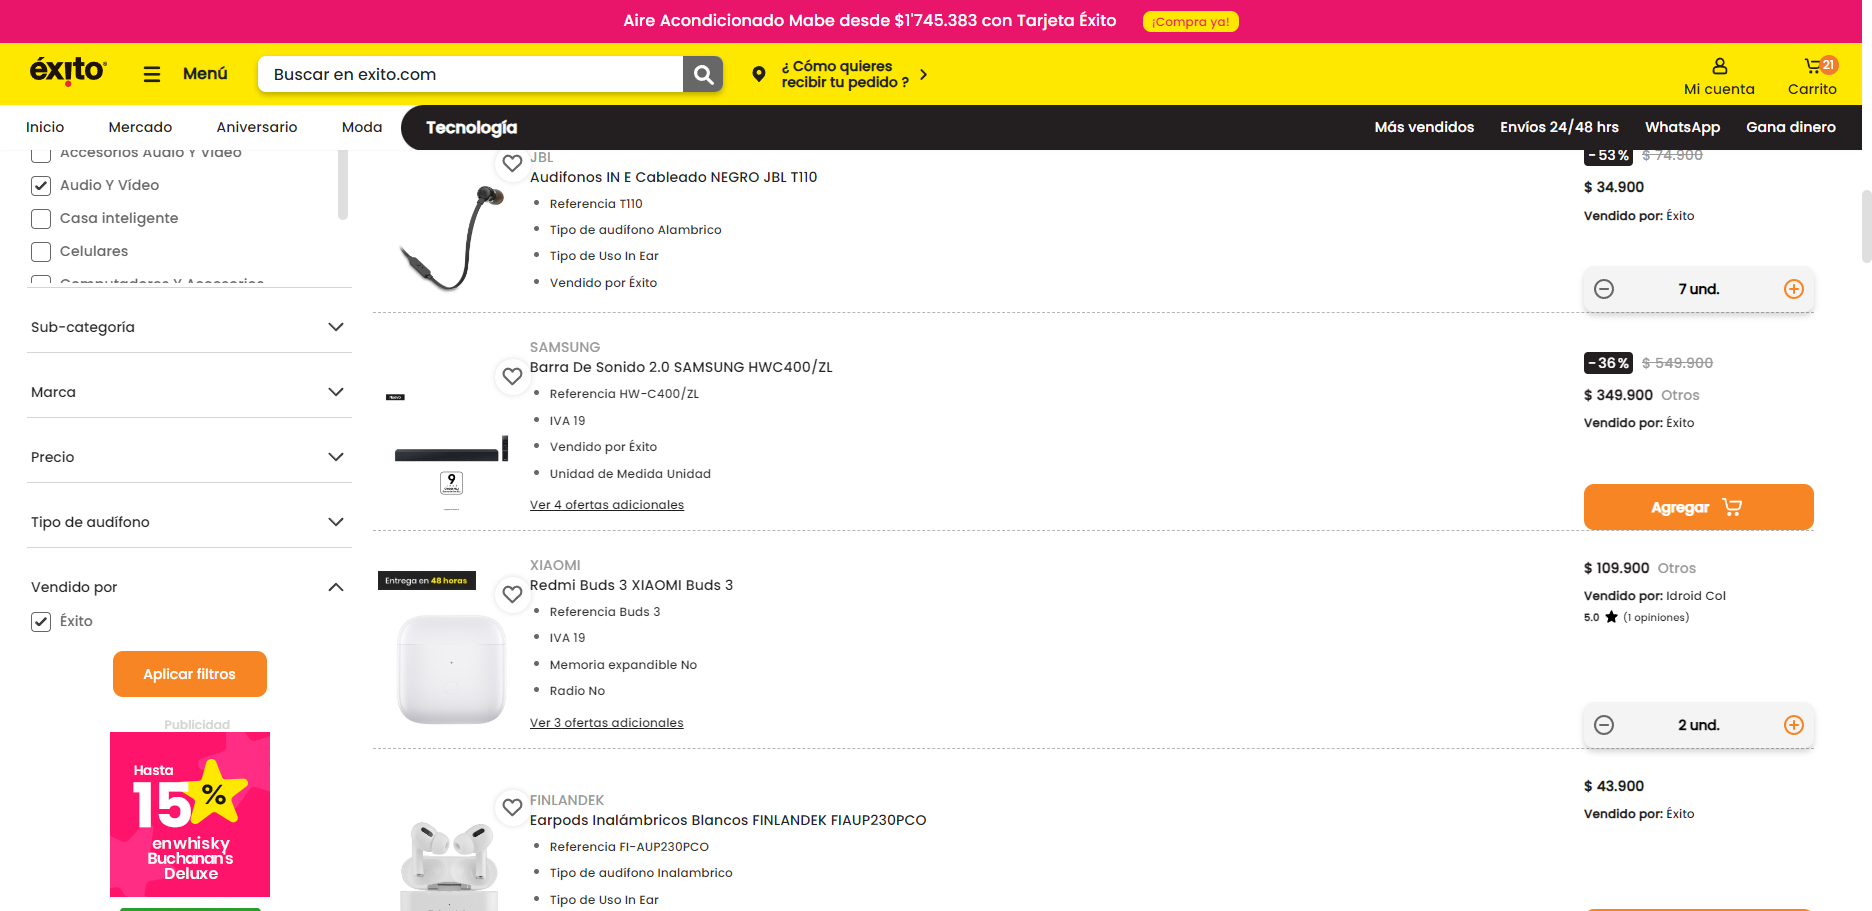 Aire Acondicionado Mabe desde $1'745.383 con Tarjeta Éxito
¡Compra ya!
éxito
Menú
Buscar en exito.com
¿ Cómo quieres
recibir tu pedido ?
Mi cuenta
21
Carrito
Inicio
Mercado
Aniversario
Moda
Tecnología
Más vendidos
Envíos 24/48 hrs
WhatsApp
Gana dinero
Accesorios Audio Y Video
Audio Y Vídeo
Casa inteligente
Celulares
Computadores Y Accesorios
Sub-categoría
Marca
Precio
Tipo de audífono
Vendido por
Éxito
Aplicar filtros
Publicidad
Hasta
15%
en whisky
Buchanan's
Deluxe
JBL
Audifonos IN E Cableado NEGRO JBL T110
Referencia T110
Tipo de audífono Alambrico
Tipo de Uso In Ear
Vendido por Éxito
-53% $ 74.900
$ 34.900
Vendido por: Éxito
7 und.
SAMSUNG
Barra De Sonido 2.0 SAMSUNG HWC400/ZL
Nuevo
Referencia HW-C400/ZL
IVA 19
Vendido por Éxito
Unidad de Medida Unidad
9
Ver 4 ofertas adicionales
-36% $ 549.900
$ 349.900 Otros
Vendido por: Éxito
Agregar
Entrega en 48 horas
XIAOMI
Redmi Buds 3 XIAOMI Buds 3
Referencia Buds 3
IVA 19
Memoria expandible No
Radio No
Ver 3 ofertas adicionales
$ 109.900 Otros
Vendido por: Idroid Col
5.0 (1 opiniones)
2 und.
FINLANDEK
Earpods Inalámbricos Blancos FINLANDEK FIAUP230PCO
Referencia FI-AUP230PCO
Tipo de audífono Inalambrico
Tipo de Uso In Ear
$ 43.900
Vendido por: Éxito